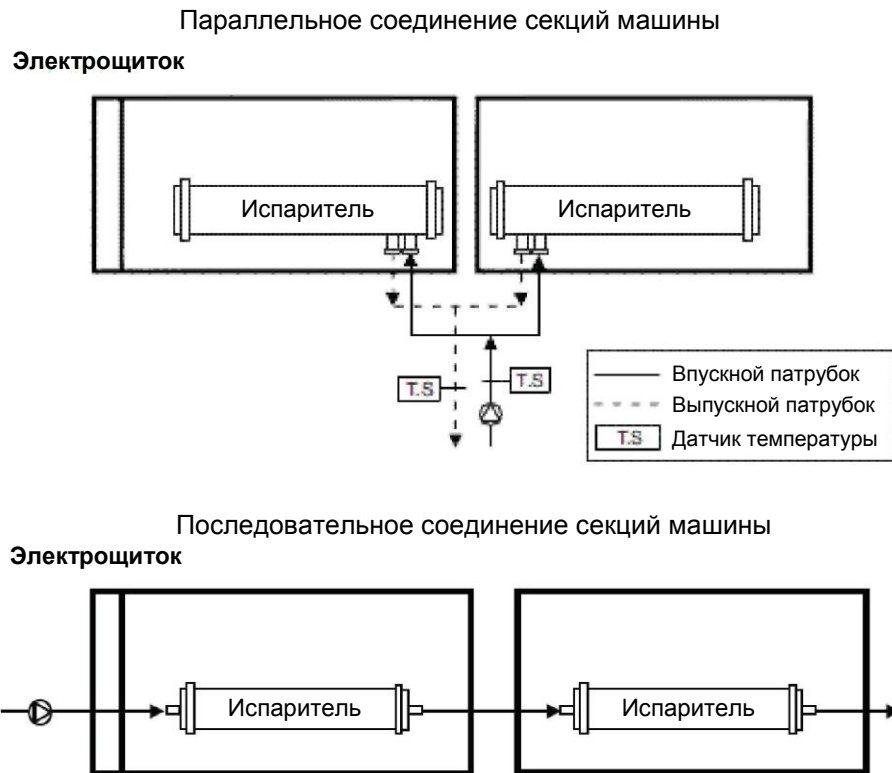 Параллельное соединение секций машины
Электрощиток
Испаритель
Испаритель
T.S
T.S
Впускной патрубок
Выпускной патрубок
T.S Датчик температуры
Последовательное соединение секций машины
Электрощиток
Испаритель
Испаритель